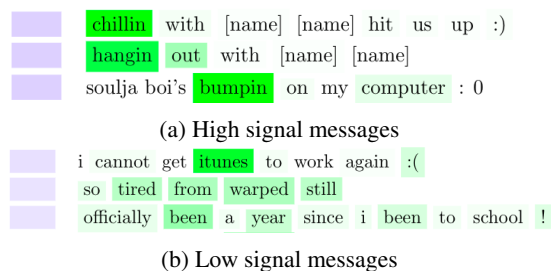 chillin with [name] [name] hit us up :)
hangin out with [name] [name]
soulja boi's bumpin on my computer : 0
(a) High signal messages
i cannot get itunes to work again :(
so tired from warped still
officially been a year since i been to school !
(b) Low signal messages